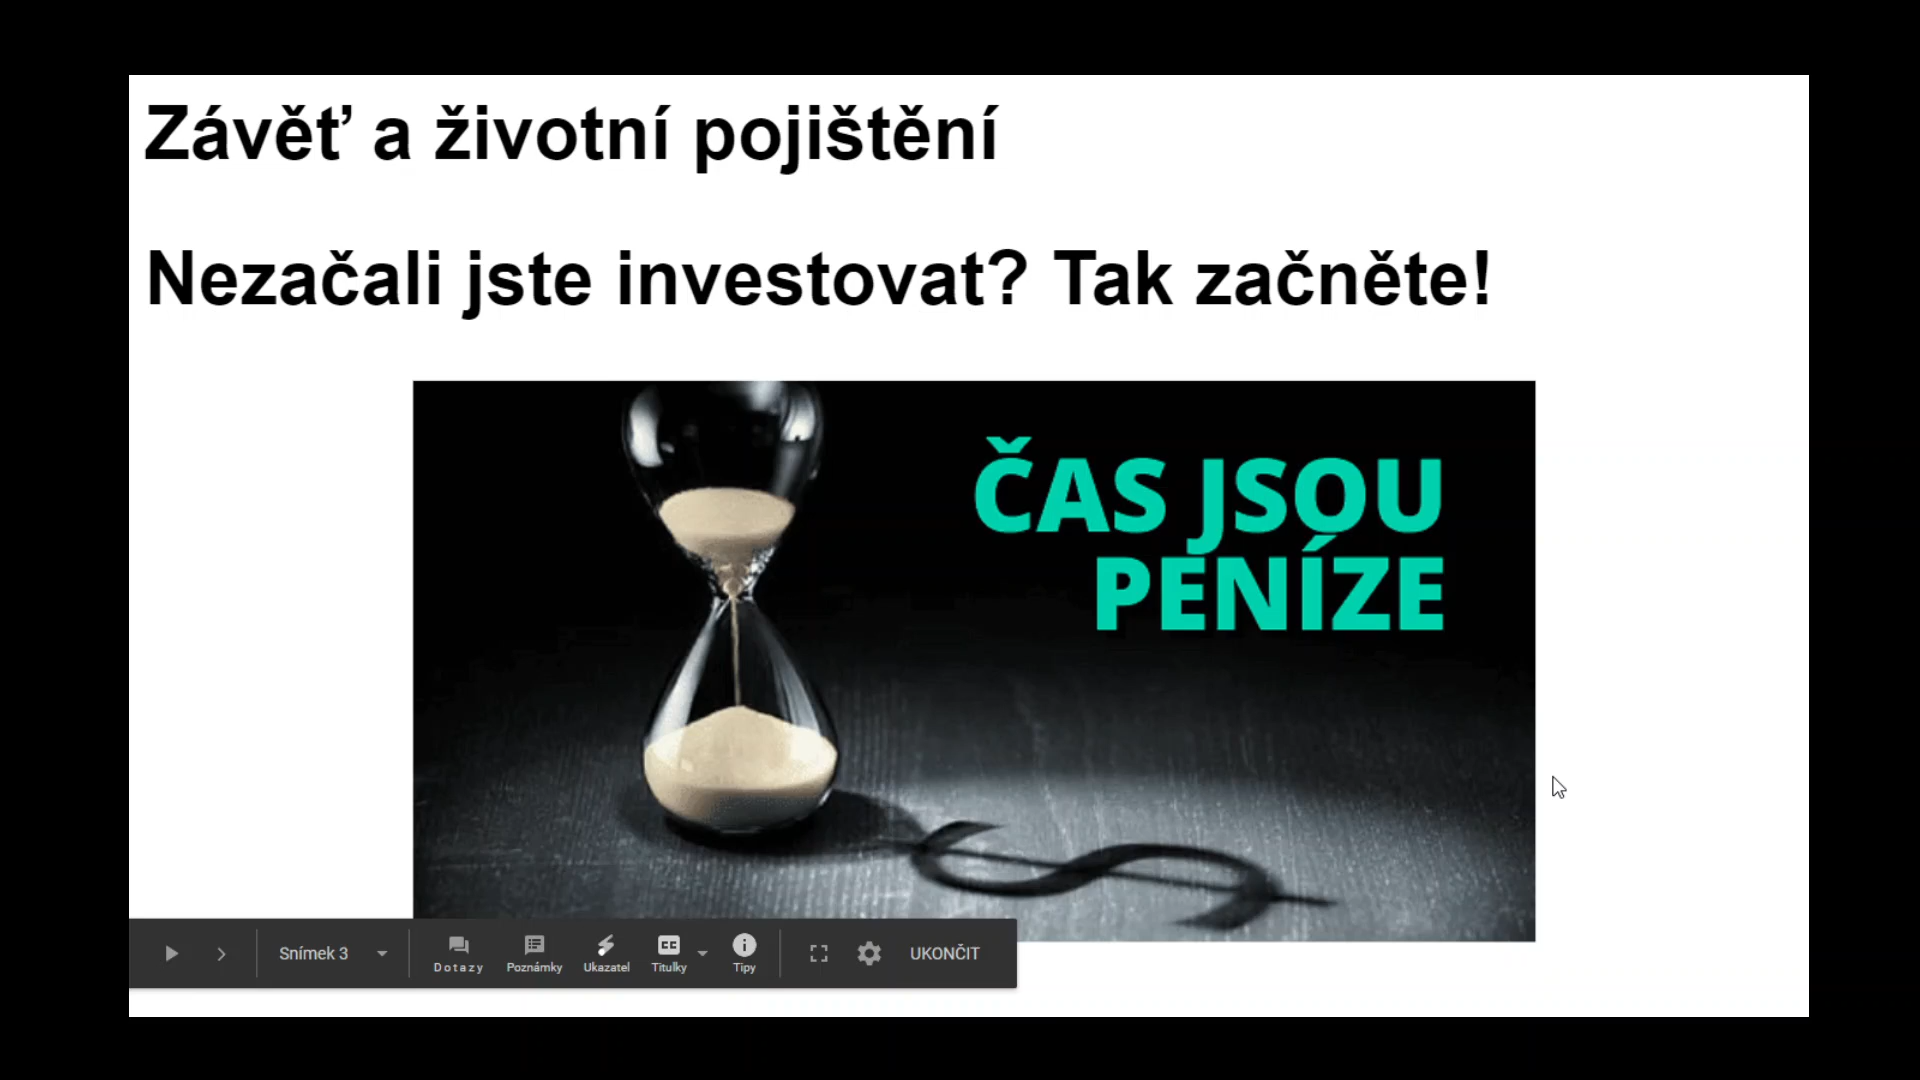 Závěť a životní pojištění
Nezačali jste investovat? Tak začněte!
ČAS JSOU
PENÍZE
Snímek 3
Dotazy
Poznámky
Ukazatel
Titulky
Tipy
UKONČIT